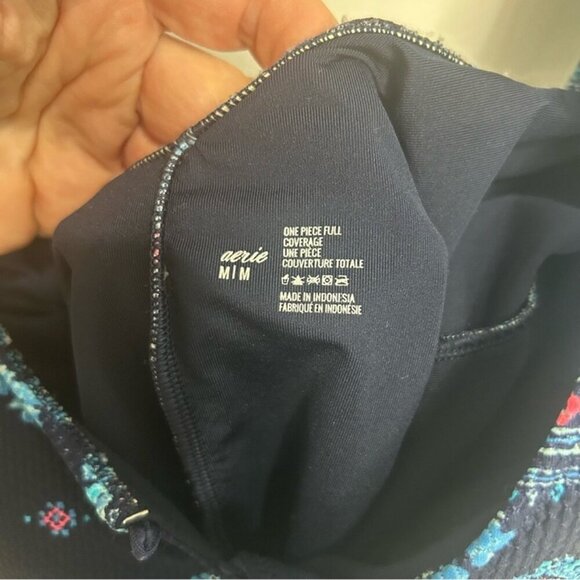 aerie
M|M
ONE PIECE FULL
COVERAGE
UNE PIÈCE
COUVERTURE TOTALE
MADE IN INDONESIA
FABRIQUÉ EN INDONÉSIE